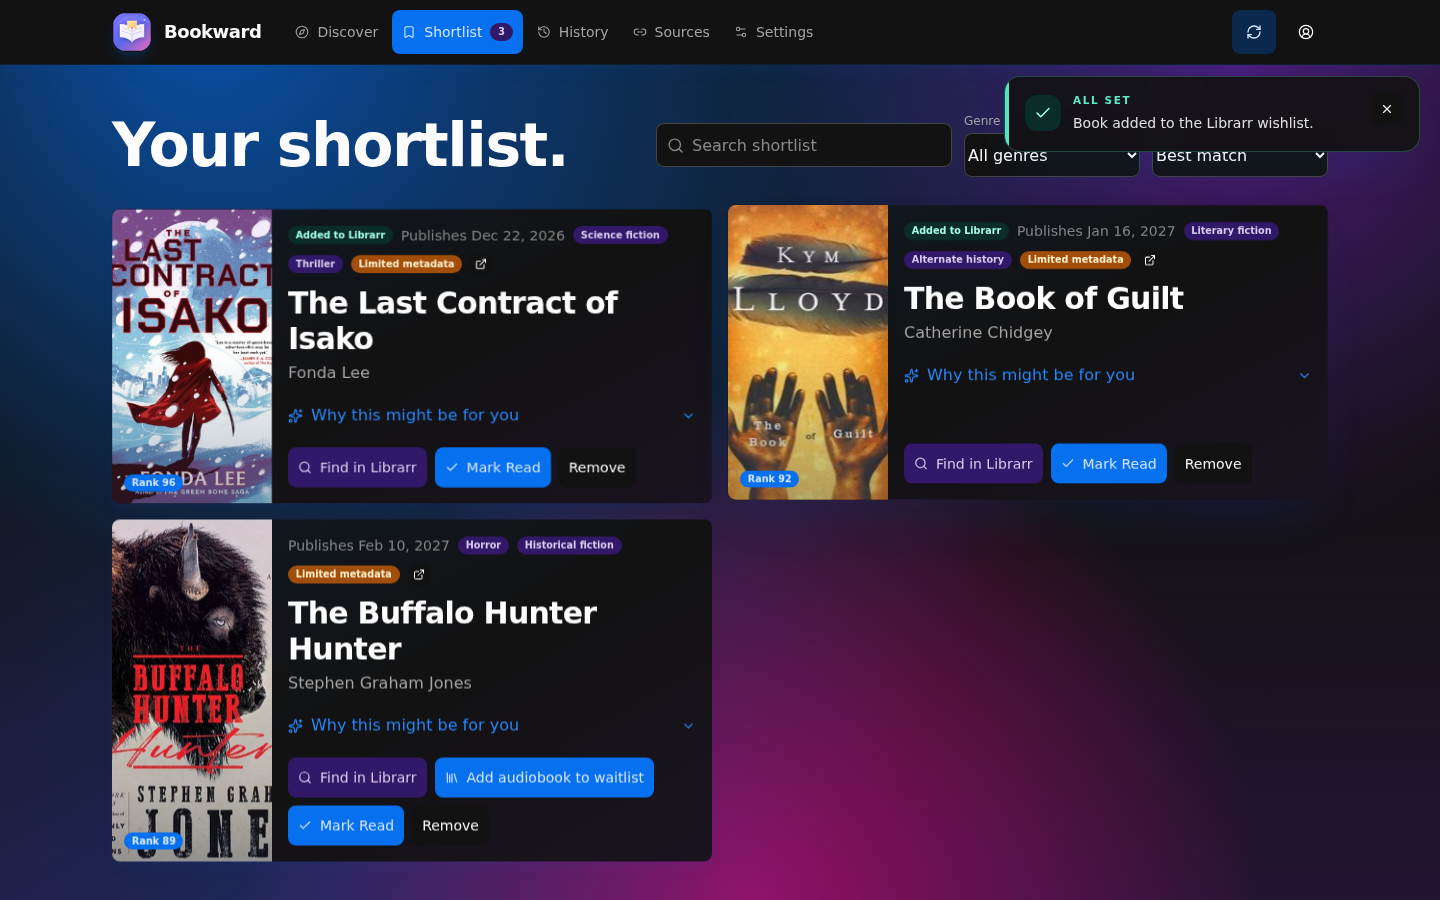 Bookward
Discover
Shortlist 3
History
Sources
Settings
ALL SET
Book added to the Librarr wishlist.
Your shortlist.
Search shortlist
Genre
All genres
Best match
THE
LAST
CONTRACT
OF
ISAKO
FONDA LEE
Rank 96
Added to Librarr Publishes Dec 22, 2026 Science fiction
Thriller Limited metadata
The Last Contract of
Isako
Fonda Lee
Why this might be for you
Find in Librarr Mark Read Remove
KYM
LLOYD
The
Book of Guilt
Rank 92
Added to Librarr Publishes Jan 16, 2027 Literary fiction
Alternate history Limited metadata
The Book of Guilt
Catherine Chidgey
Why this might be for you
Find in Librarr Mark Read Remove
THE
BUFFALO
HUNTER
Hunter
STEPHEN GRAH
JONE
Rank 89
Publishes Feb 10, 2027 Horror Historical fiction
Limited metadata
The Buffalo Hunter
Hunter
Stephen Graham Jones
Why this might be for you
Find in Librarr Add audiobook to waitlist
Mark Read Remove